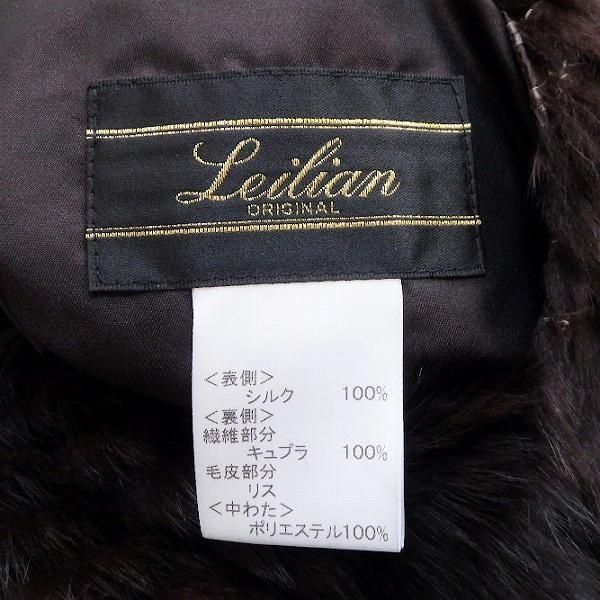 Leilian
ORIGINAL
＜表側＞
シルク 100%
＜裏側＞
繊維部分
キュプラ 100%
毛皮部分
リス
＜中わた＞
ポリエステル100%